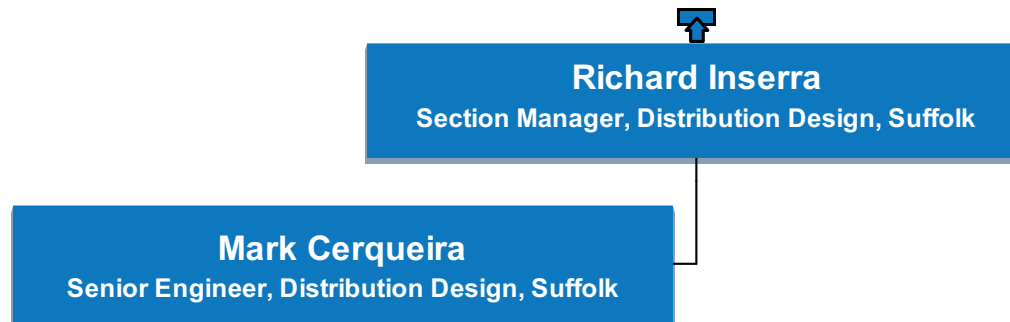 Richard Inserra
Section Manager, Distribution Design, Suffolk
Mark Cerqueira
Senior Engineer, Distribution Design, Suffolk